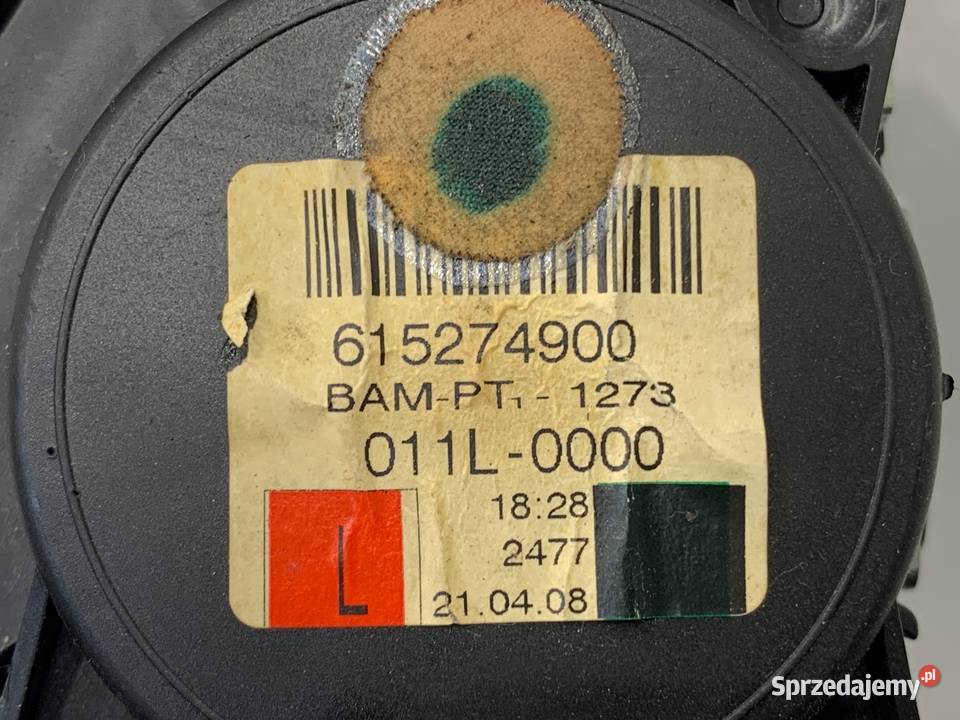 615274900
BAM-PT1 - 1273
011L-0000
18:28
2477
L
21.04.08
Sprzedajemy.pl